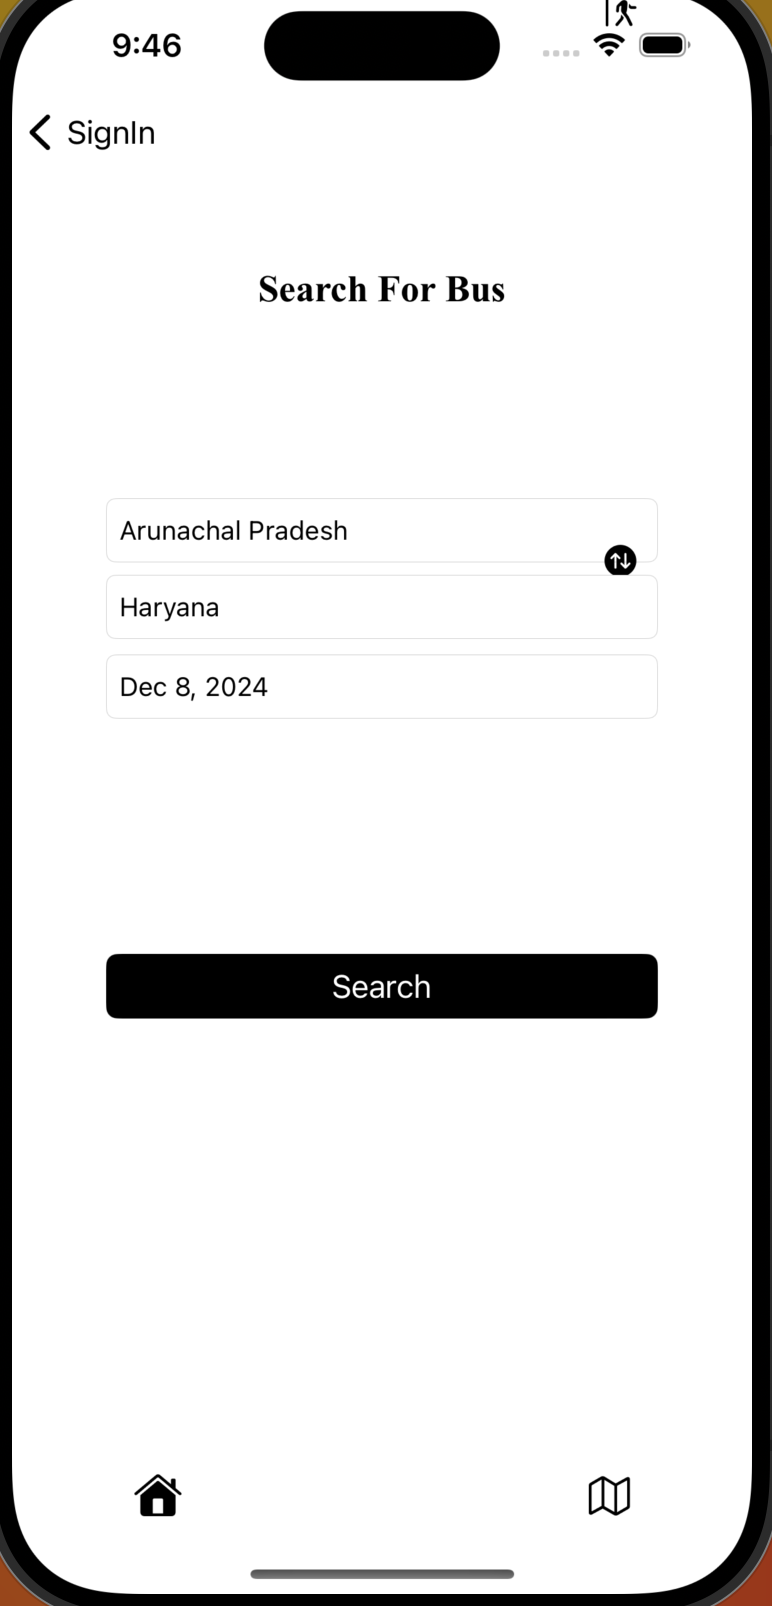 9:46
SignIn
Search For Bus
Arunachal Pradesh
Haryana
Dec 8, 2024
Search